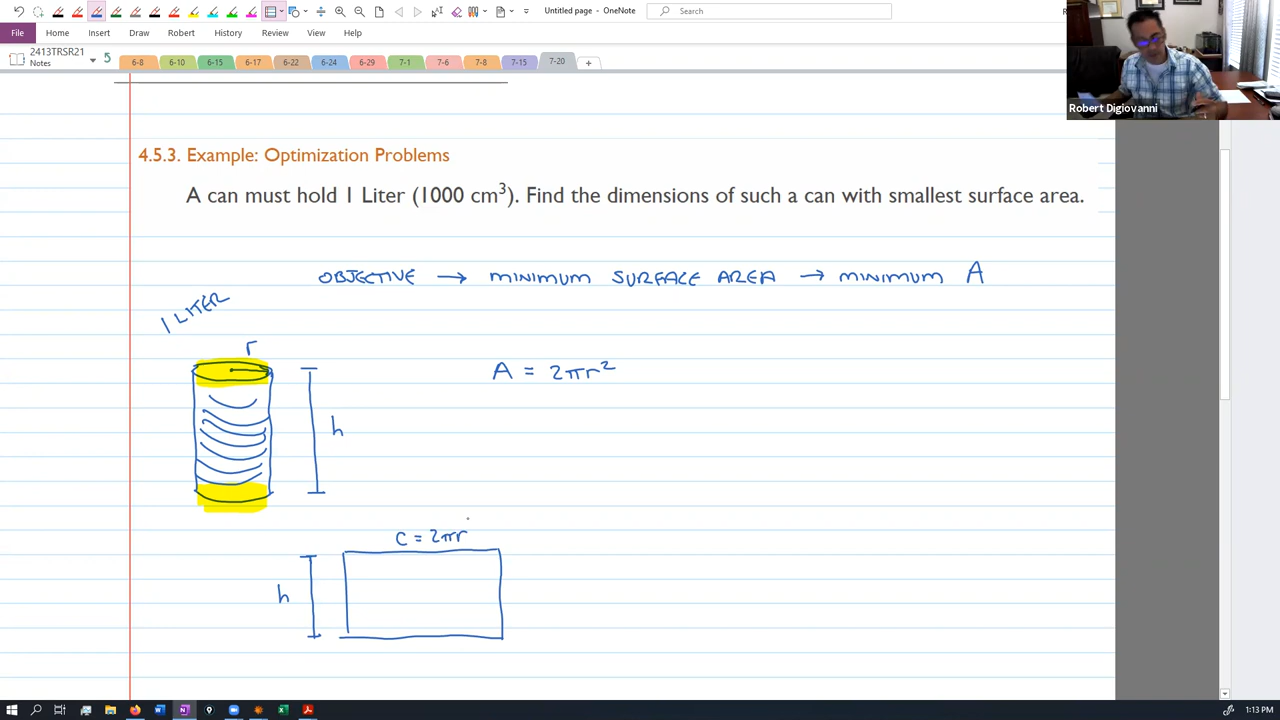 Untitled page - OneNote
Search
File
Home
Insert
Draw
Robert
History
Review
View
Help
2413TRSR21
Notes
5
6-8
6-10
6-15
6-17
6-22
6-24
6-29
7-1
7-6
7-8
7-15
7-20
Robert Digiovanni
4.5.3. Example: Optimization Problems
A can must hold 1 Liter (1000 cm³). Find the dimensions of such a can with smallest surface area.
OBJECTIVE → MINIMUM SURFACE AREA → MINIMUM A
1 LITER
r
A = 2πr²
h
C = 2πr
h
1:13 PM